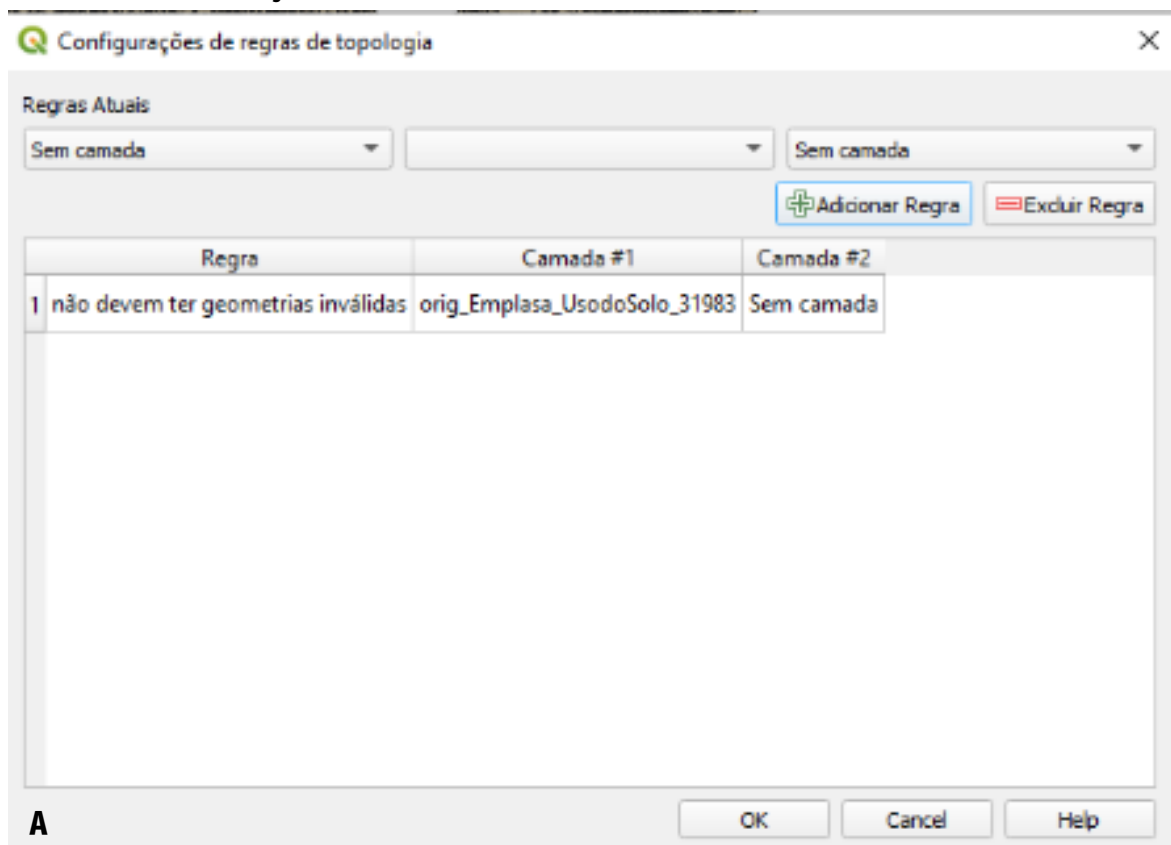 Configurações de regras de topologia
Regras Atuais
Sem camada Sem camada
Adicionar Regra Excluir Regra
Regra Camada #1 Camada #2
1 não devem ter geometrias inválidas orig_Emplasa_UsodoSolo_31983 Sem camada
A OK Cancel Help